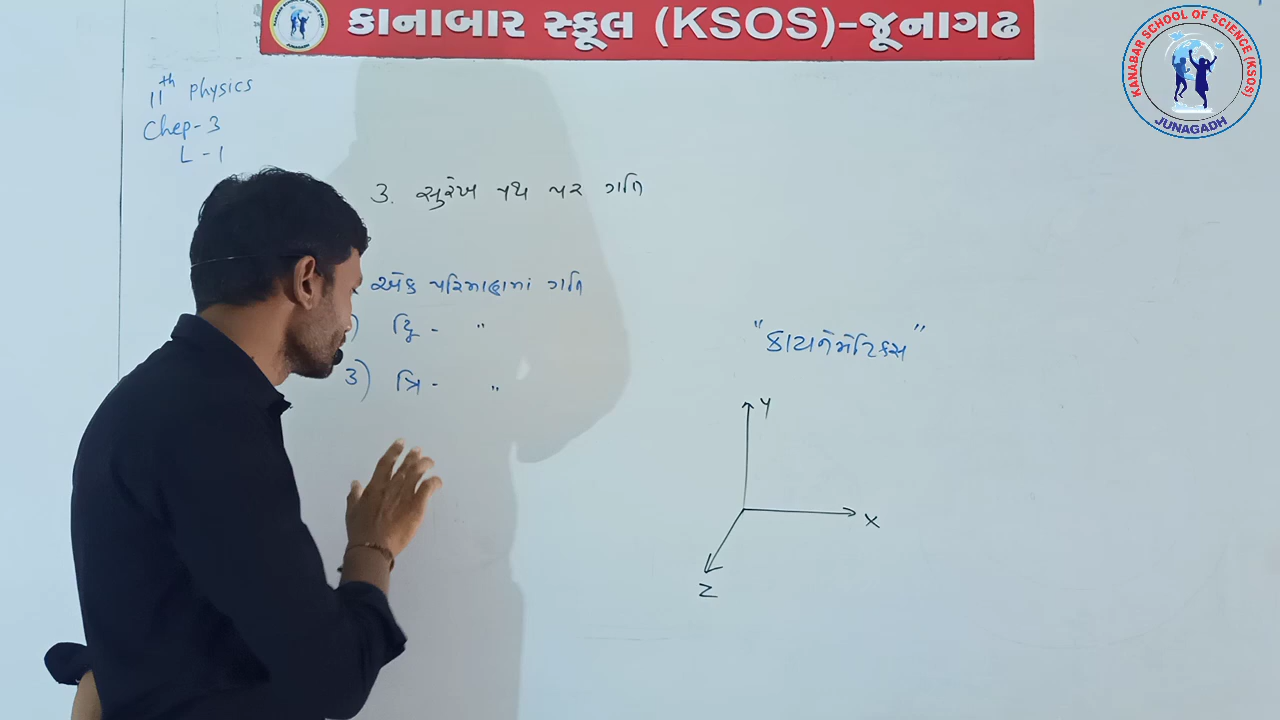 કાનાબાર સ્કૂલ (KSOS)-જૂનાગઢ
JUNAGADH
KANABAR SCHOOL OF SCIENCE (KSOS)
JUNAGADH
11th Physics
Chep-3
L-1
3. સુરેખ પથ પર ગતિ
એક પરિમાણમાં ગતિ
) દ્વિ- "
3) ત્રિ- "
"કાયનેમેટિક્સ"
Y
X
Z